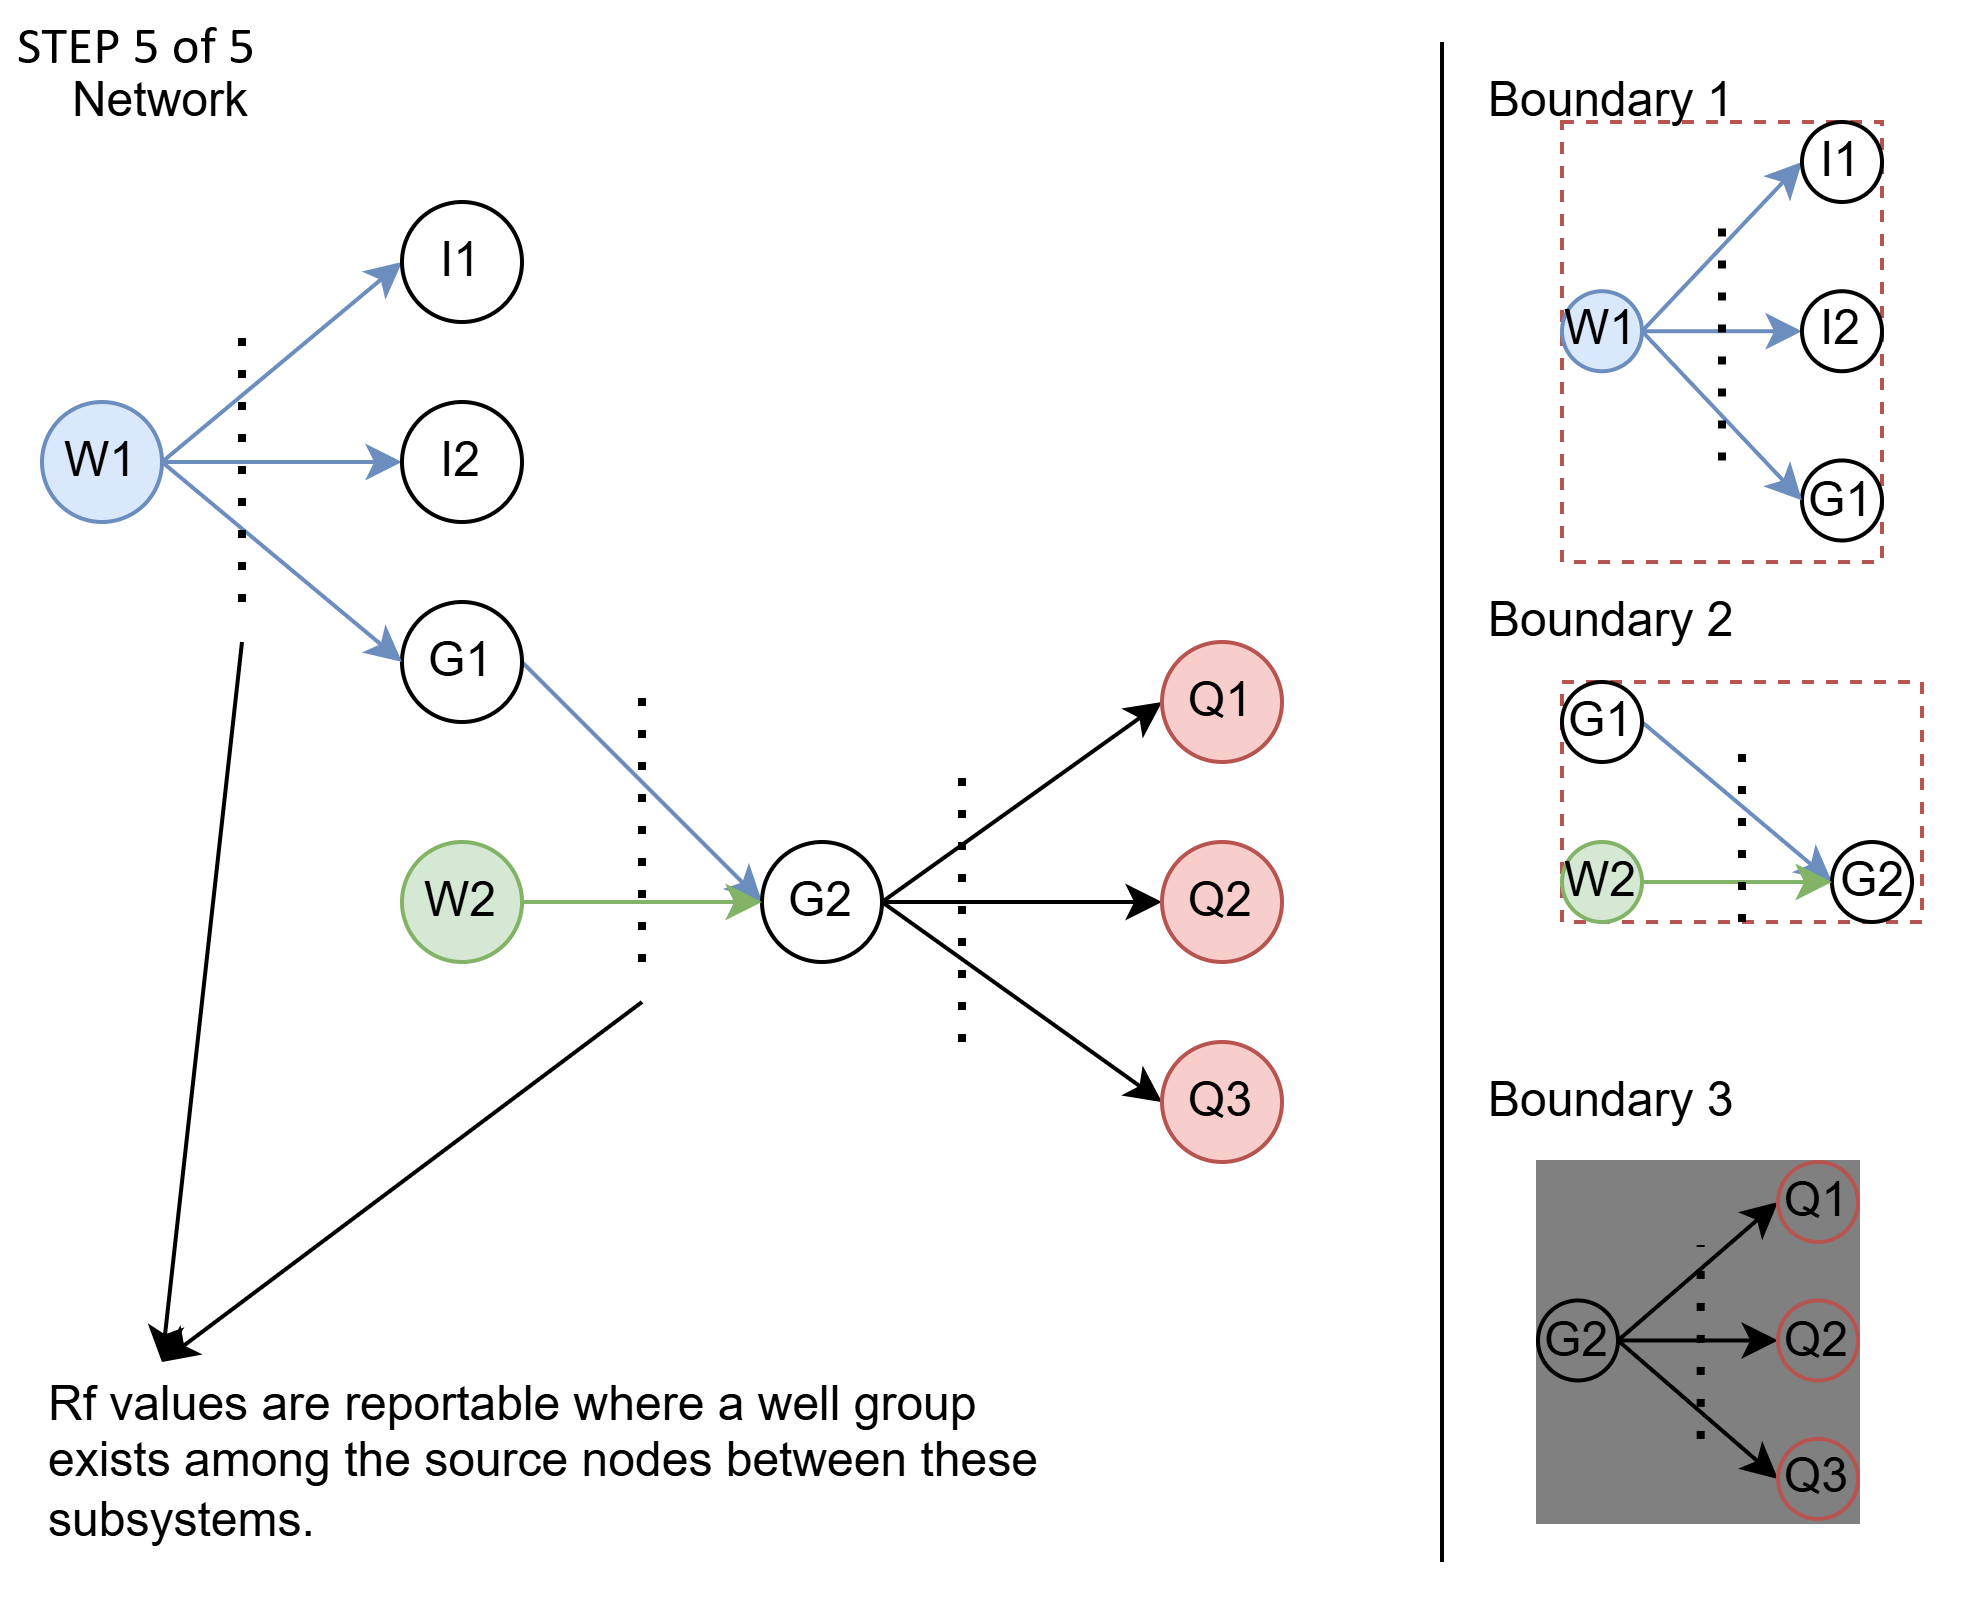 STEP 5 of 5
Network
I1
W1
I2
G1
Q1
W2
G2
Q2
Q3
Rf values are reportable where a well group
exists among the source nodes between these
subsystems.
Boundary 1
I1
W1
I2
G1
Boundary 2
G1
W2
G2
Boundary 3
Q1
G2
Q2
Q3